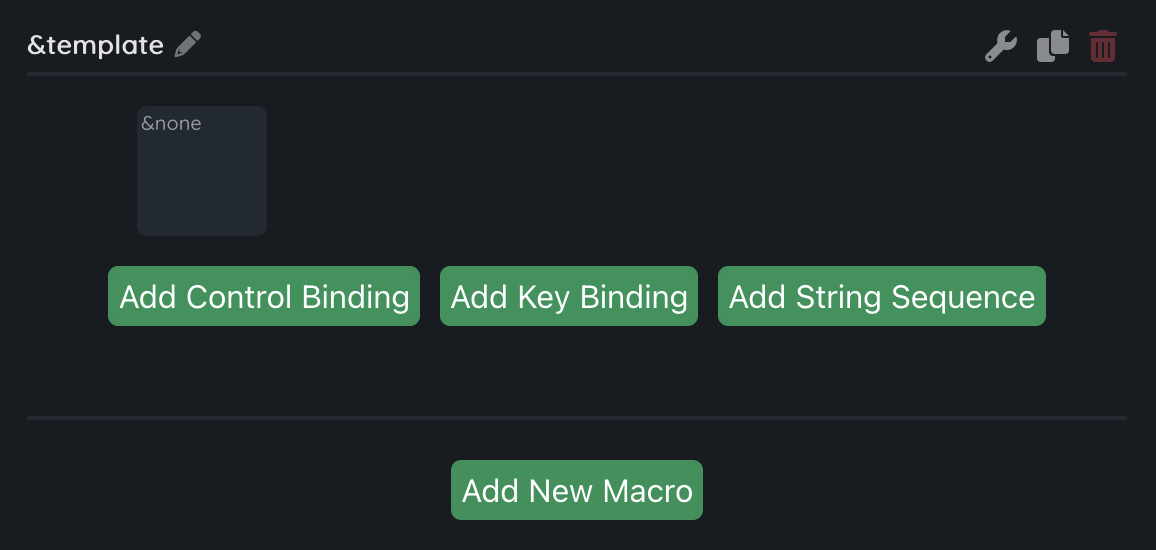 &template
&none
Add Control Binding
Add Key Binding
Add String Sequence
Add New Macro